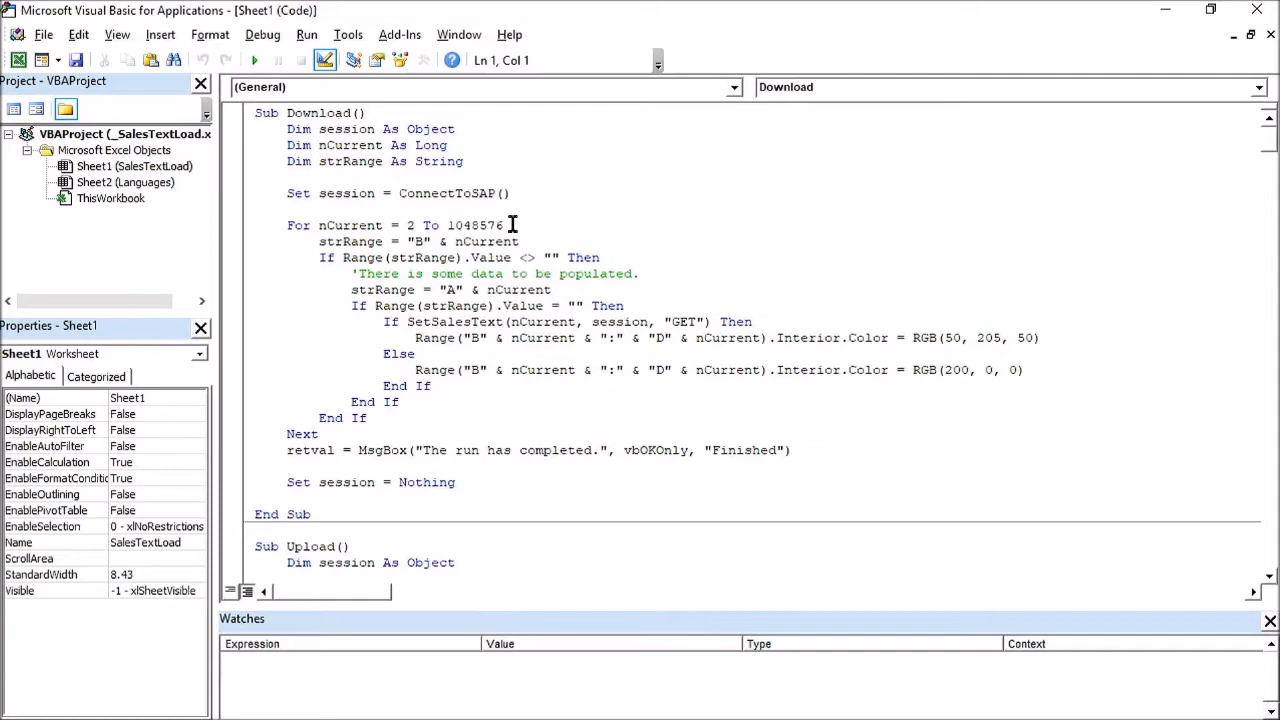 Microsoft Visual Basic for Applications - [Sheet1 (Code)]
File Edit View Insert Format Debug Run Tools Add-Ins Window Help
Ln 1, Col 1
Project - VBAProject
VBAProject (_SalesTextLoad.x
Microsoft Excel Objects
Sheet1 (SalesTextLoad)
Sheet2 (Languages)
ThisWorkbook
Properties - Sheet1
Sheet1 Worksheet
Alphabetic Categorized
(Name) Sheet1
DisplayPageBreaks False
DisplayRightToLeft False
EnableAutoFilter False
EnableCalculation True
EnableFormatConditic True
EnableOutlining False
EnablePivotTable False
EnableSelection 0 - xlNoRestrictions
Name SalesTextLoad
ScrollArea
StandardWidth 8.43
Visible -1 - xlSheetVisible
(General) Download
Sub Download()
    Dim session As Object
    Dim nCurrent As Long
    Dim strRange As String
    Set session = ConnectToSAP()
    For nCurrent = 2 To 1048576
        strRange = "B" & nCurrent
        If Range(strRange).Value <> "" Then
            'There is some data to be populated.
            strRange = "A" & nCurrent
            If Range(strRange).Value = "" Then
                If SetSalesText(nCurrent, session, "GET") Then
                    Range("B" & nCurrent & ":" & "D" & nCurrent).Interior.Color = RGB(50, 205, 50)
                Else
                    Range("B" & nCurrent & ":" & "D" & nCurrent).Interior.Color = RGB(200, 0, 0)
                End If
            End If
        End If
    Next
    retval = MsgBox("The run has completed.", vbOKOnly, "Finished")
    Set session = Nothing
End Sub
Sub Upload()
    Dim session As Object
Watches
Expression Value Type Context